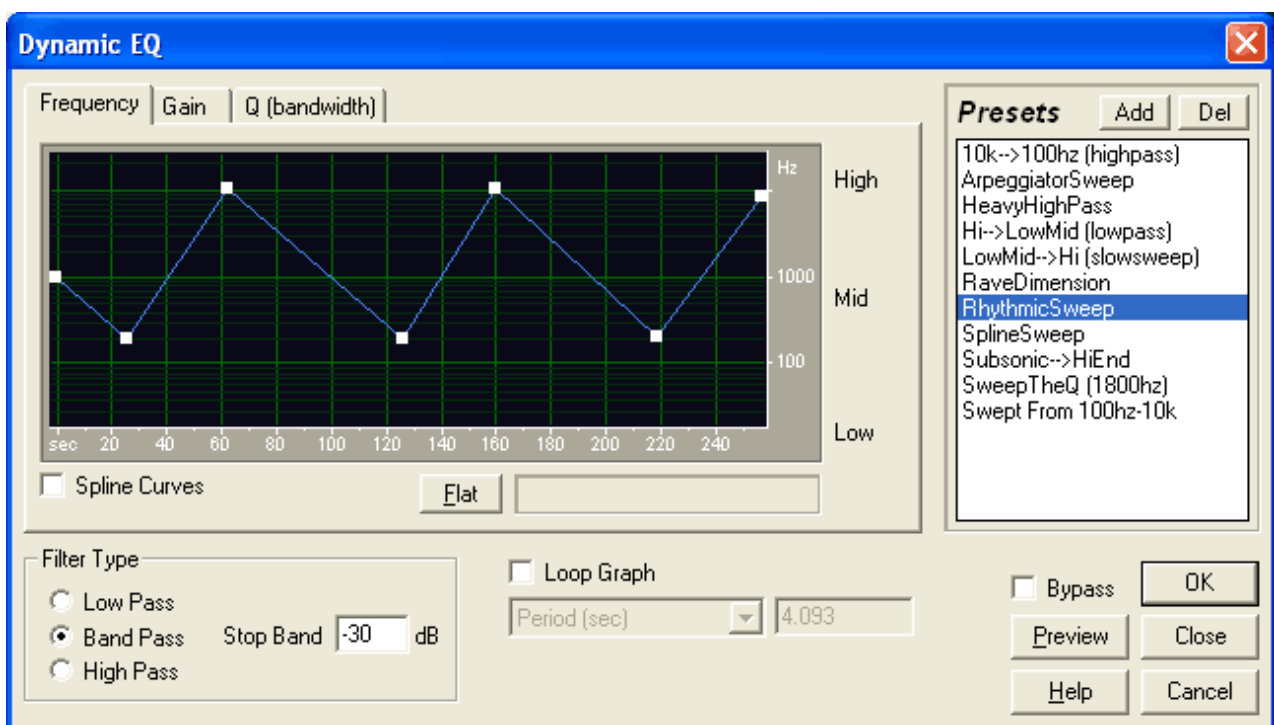 Dynamic EQ
Frequency
Gain
Q (bandwidth)
Hz
1000
100
sec 20 40 60 80 100 120 140 160 180 200 220 240
High
Mid
Low
Spline Curves
Flat
Presets
Add
Del
10k-->100hz (highpass)
ArpeggiatorSweep
HeavyHighPass
Hi-->LowMid (lowpass)
LowMid-->Hi (slowsweep)
RaveDimension
RhythmicSweep
SplineSweep
Subsonic-->HiEnd
SweepTheQ (1800hz)
Swept From 100hz-10k
Filter Type
Low Pass
Band Pass
High Pass
Stop Band -30 dB
Loop Graph
Period (sec)
4.093
Bypass
OK
Preview
Close
Help
Cancel